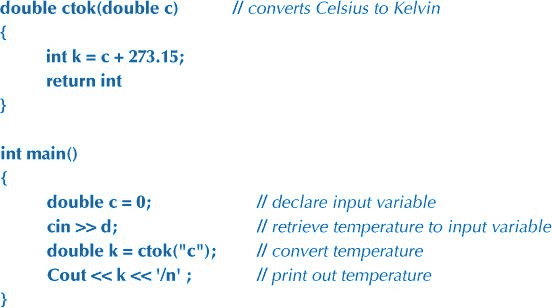 double ctok(double c) // converts Celsius to Kelvin
{
int k = c + 273.15;
return int
}
int main()
{
double c = 0; // declare input variable
cin >> d; // retrieve temperature to input variable
double k = ctok("c"); // convert temperature
Cout << k << '/n' ; // print out temperature
}